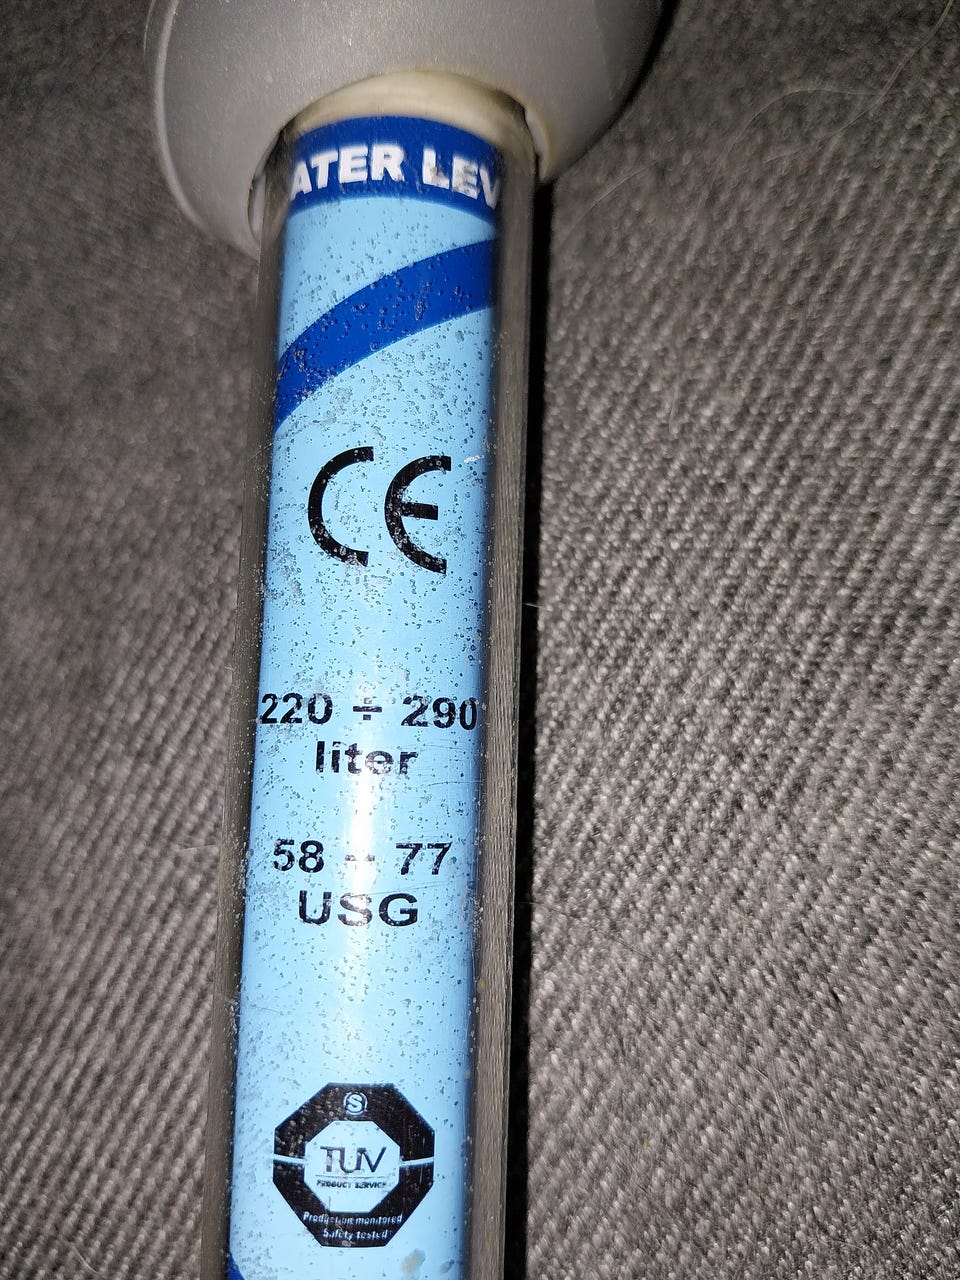 ATER LEV
CE
220 ÷ 290
liter
58 - 77
USG
S
TUV
PRODUCT SERVICE
Production monitored
Safety tested